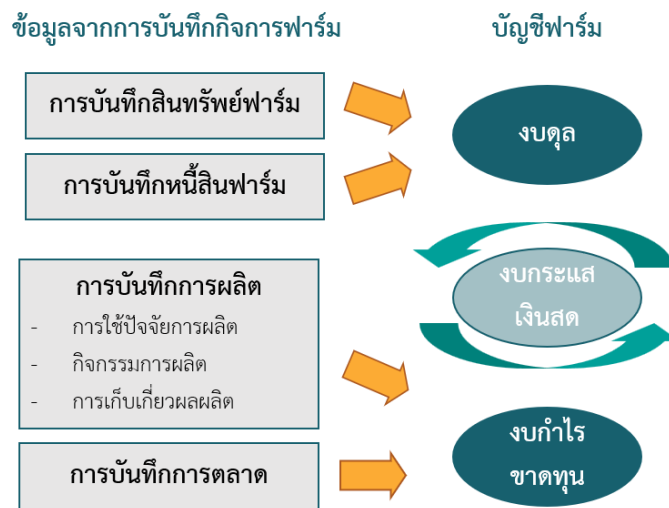 ข้อมูลจากการบันทึกกิจการฟาร์ม
บัญชีฟาร์ม
การบันทึกสินทรัพย์ฟาร์ม
การบันทึกหนี้สินฟาร์ม
งบดุล
การบันทึกการผลิต
- การใช้ปัจจัยการผลิต
- กิจกรรมการผลิต
- การเก็บเกี่ยวผลผลิต
งบกระแส
เงินสด
การบันทึกการตลาด
งบกำไร
ขาดทุน